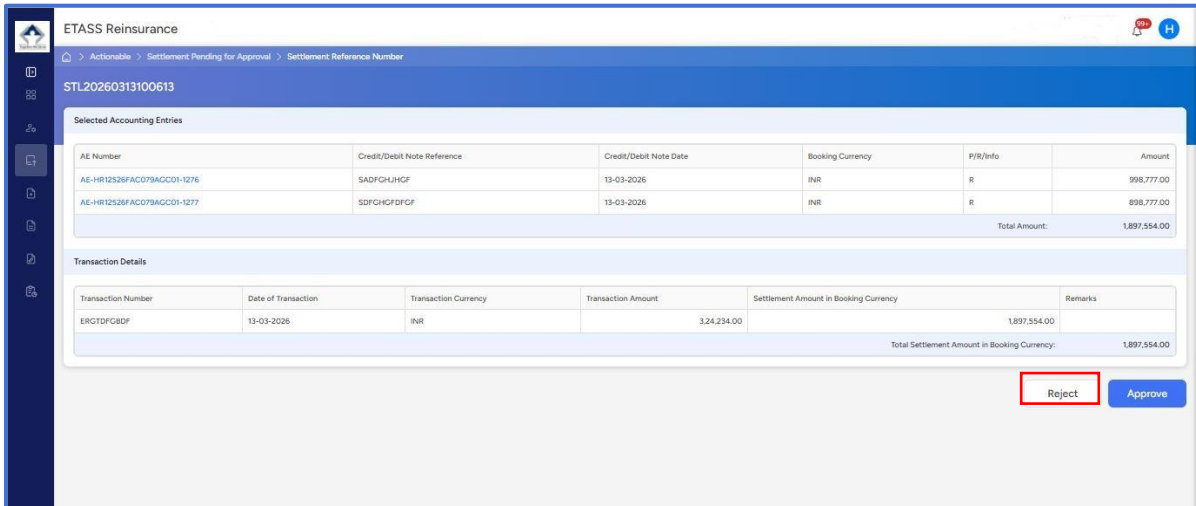 ETASS Reinsurance
99+
H
> Actionable > Settlement Pending for Approval > Settlement Reference Number
STL20260313100613
Selected Accounting Entries
AE Number Credit/Debit Note Reference Credit/Debit Note Date Booking Currency P/R/Info Amount
AE-HR12526FAC079AGC01-1276 SADFGHJHGF 13-03-2026 INR R 998,777.00
AE-HR12526FAC079AGC01-1277 SDFGHGFDFGF 13-03-2026 INR R 898,777.00
Total Amount: 1,897,554.00
Transaction Details
Transaction Number Date of Transaction Transaction Currency Transaction Amount Settlement Amount in Booking Currency Remarks
ERGTDFGBDF 13-03-2026 INR 3,24,234.00 1,897,554.00
Total Settlement Amount in Booking Currency: 1,897,554.00
Reject Approve